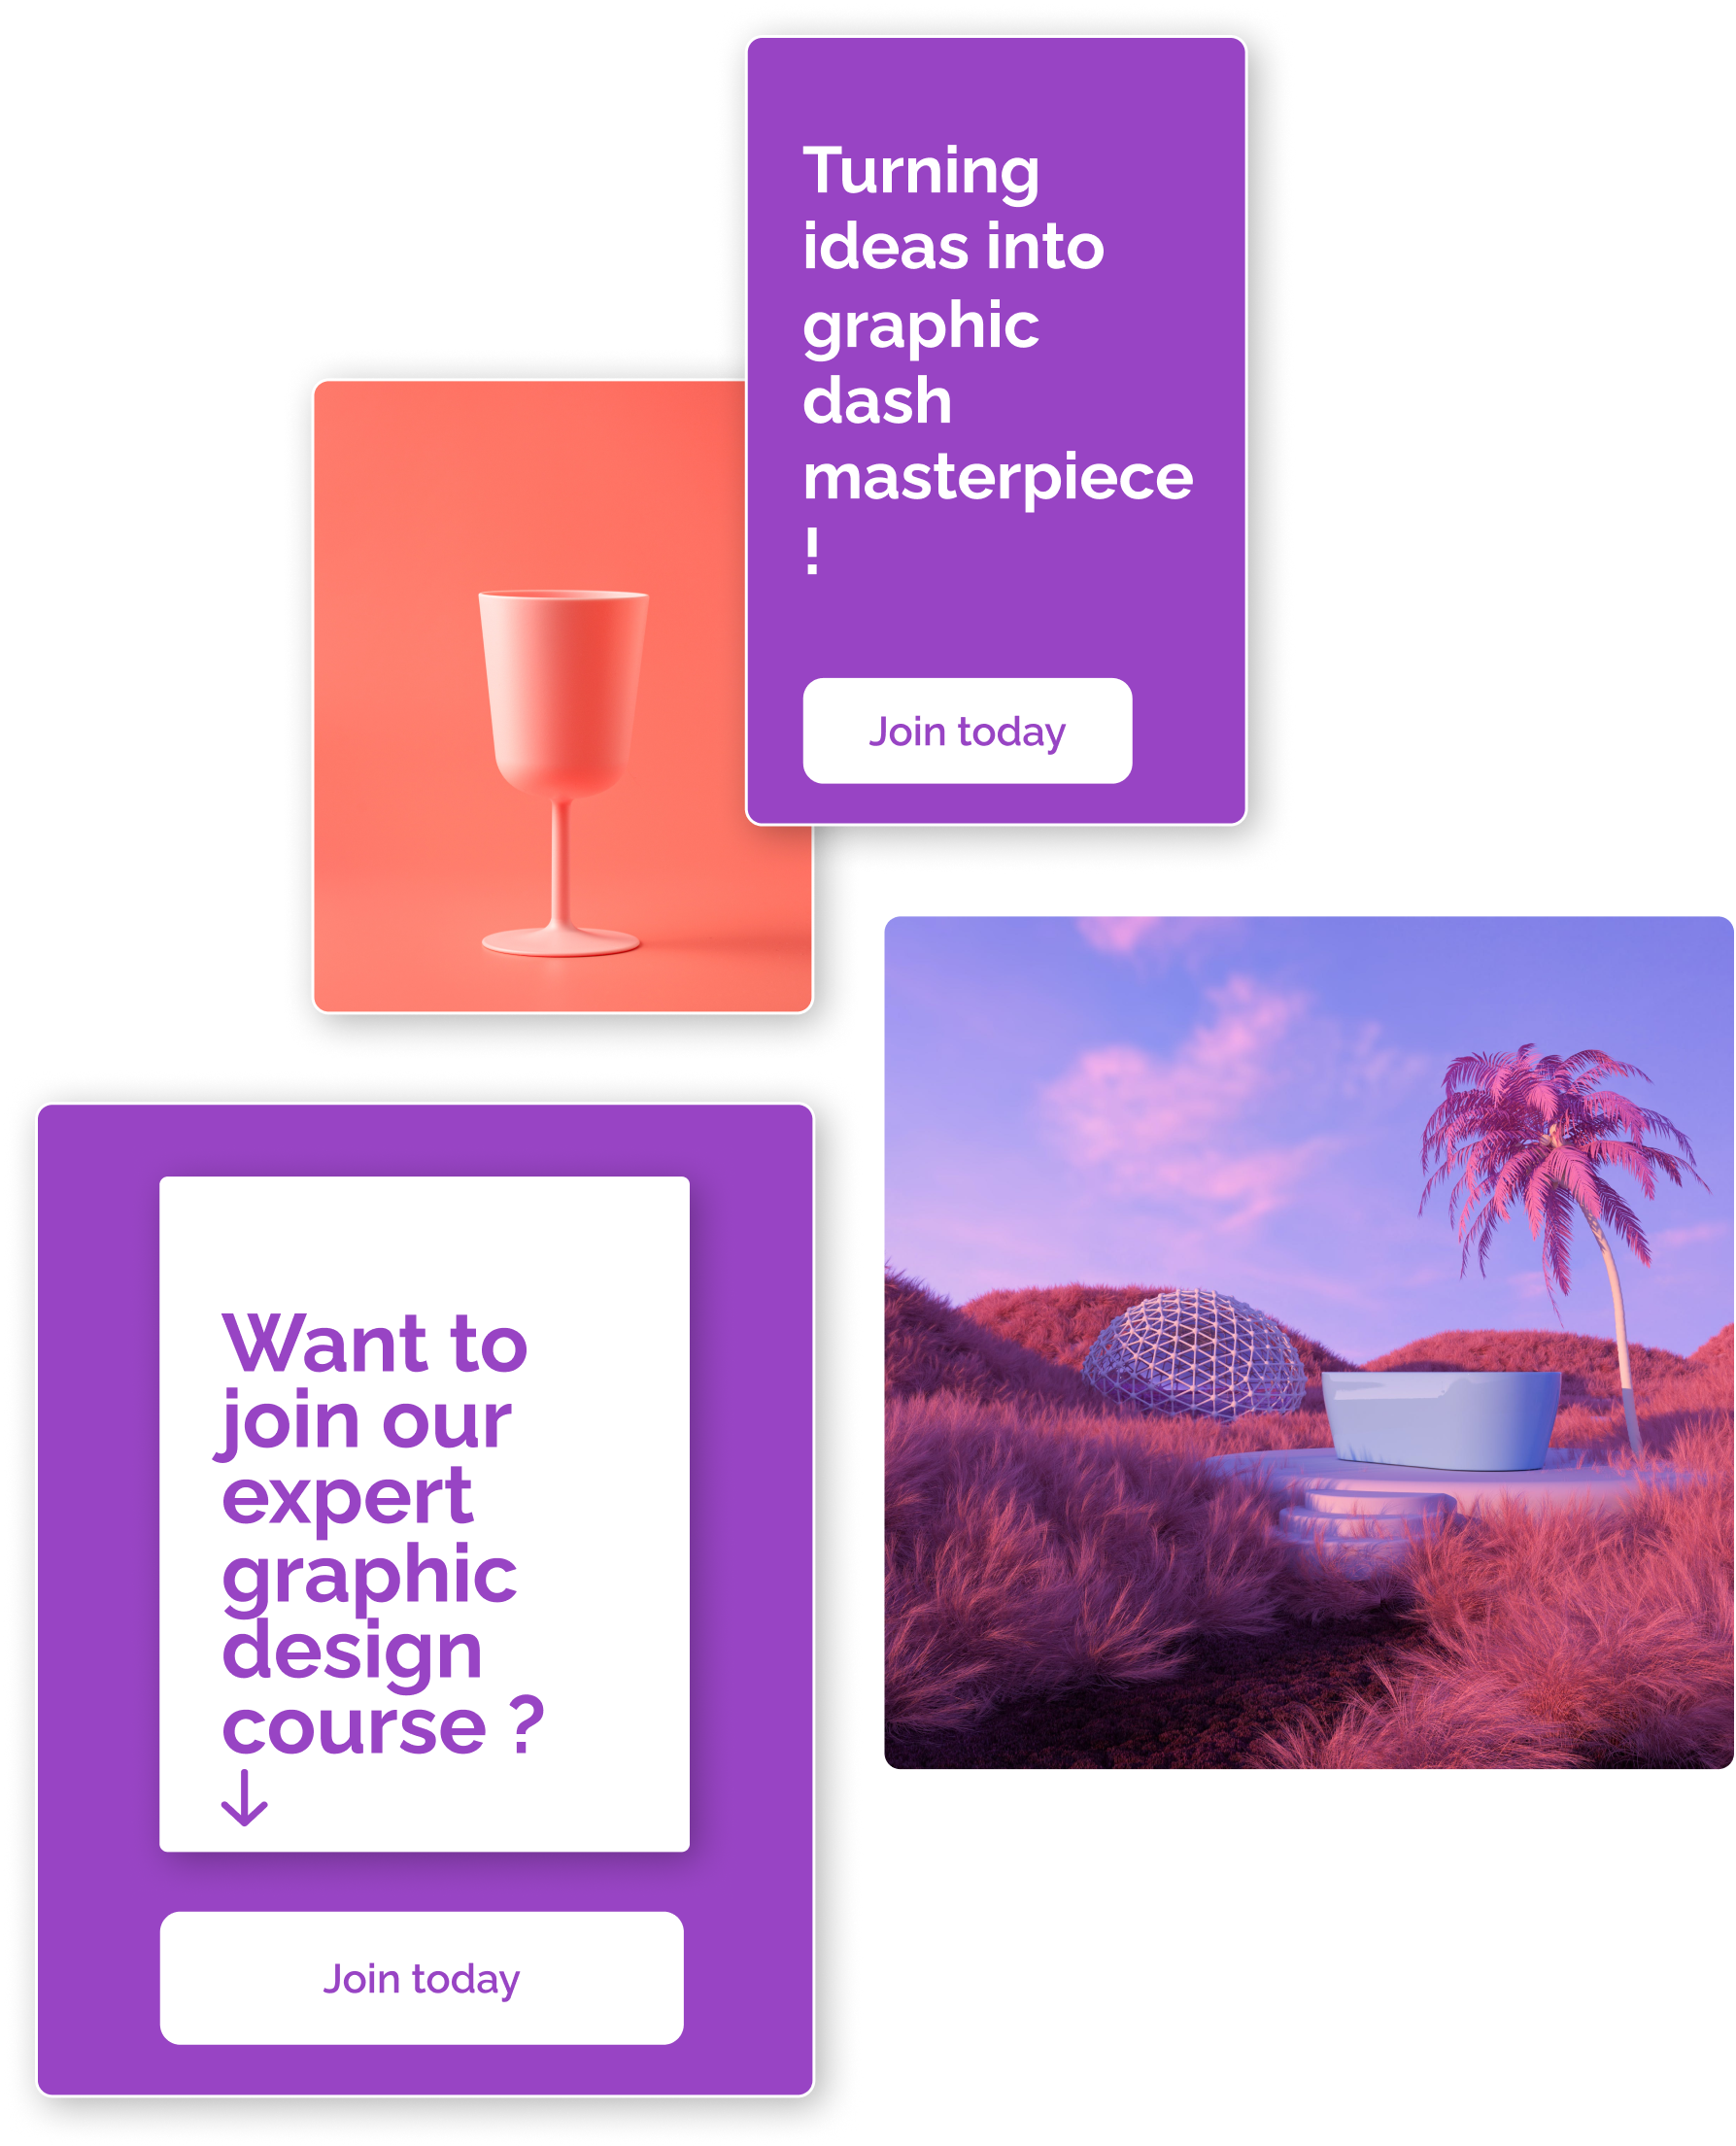 Turning
ideas into
graphic
dash
masterpiece
!
Join today
Want to
join our
expert
graphic
design
course ?
Join today